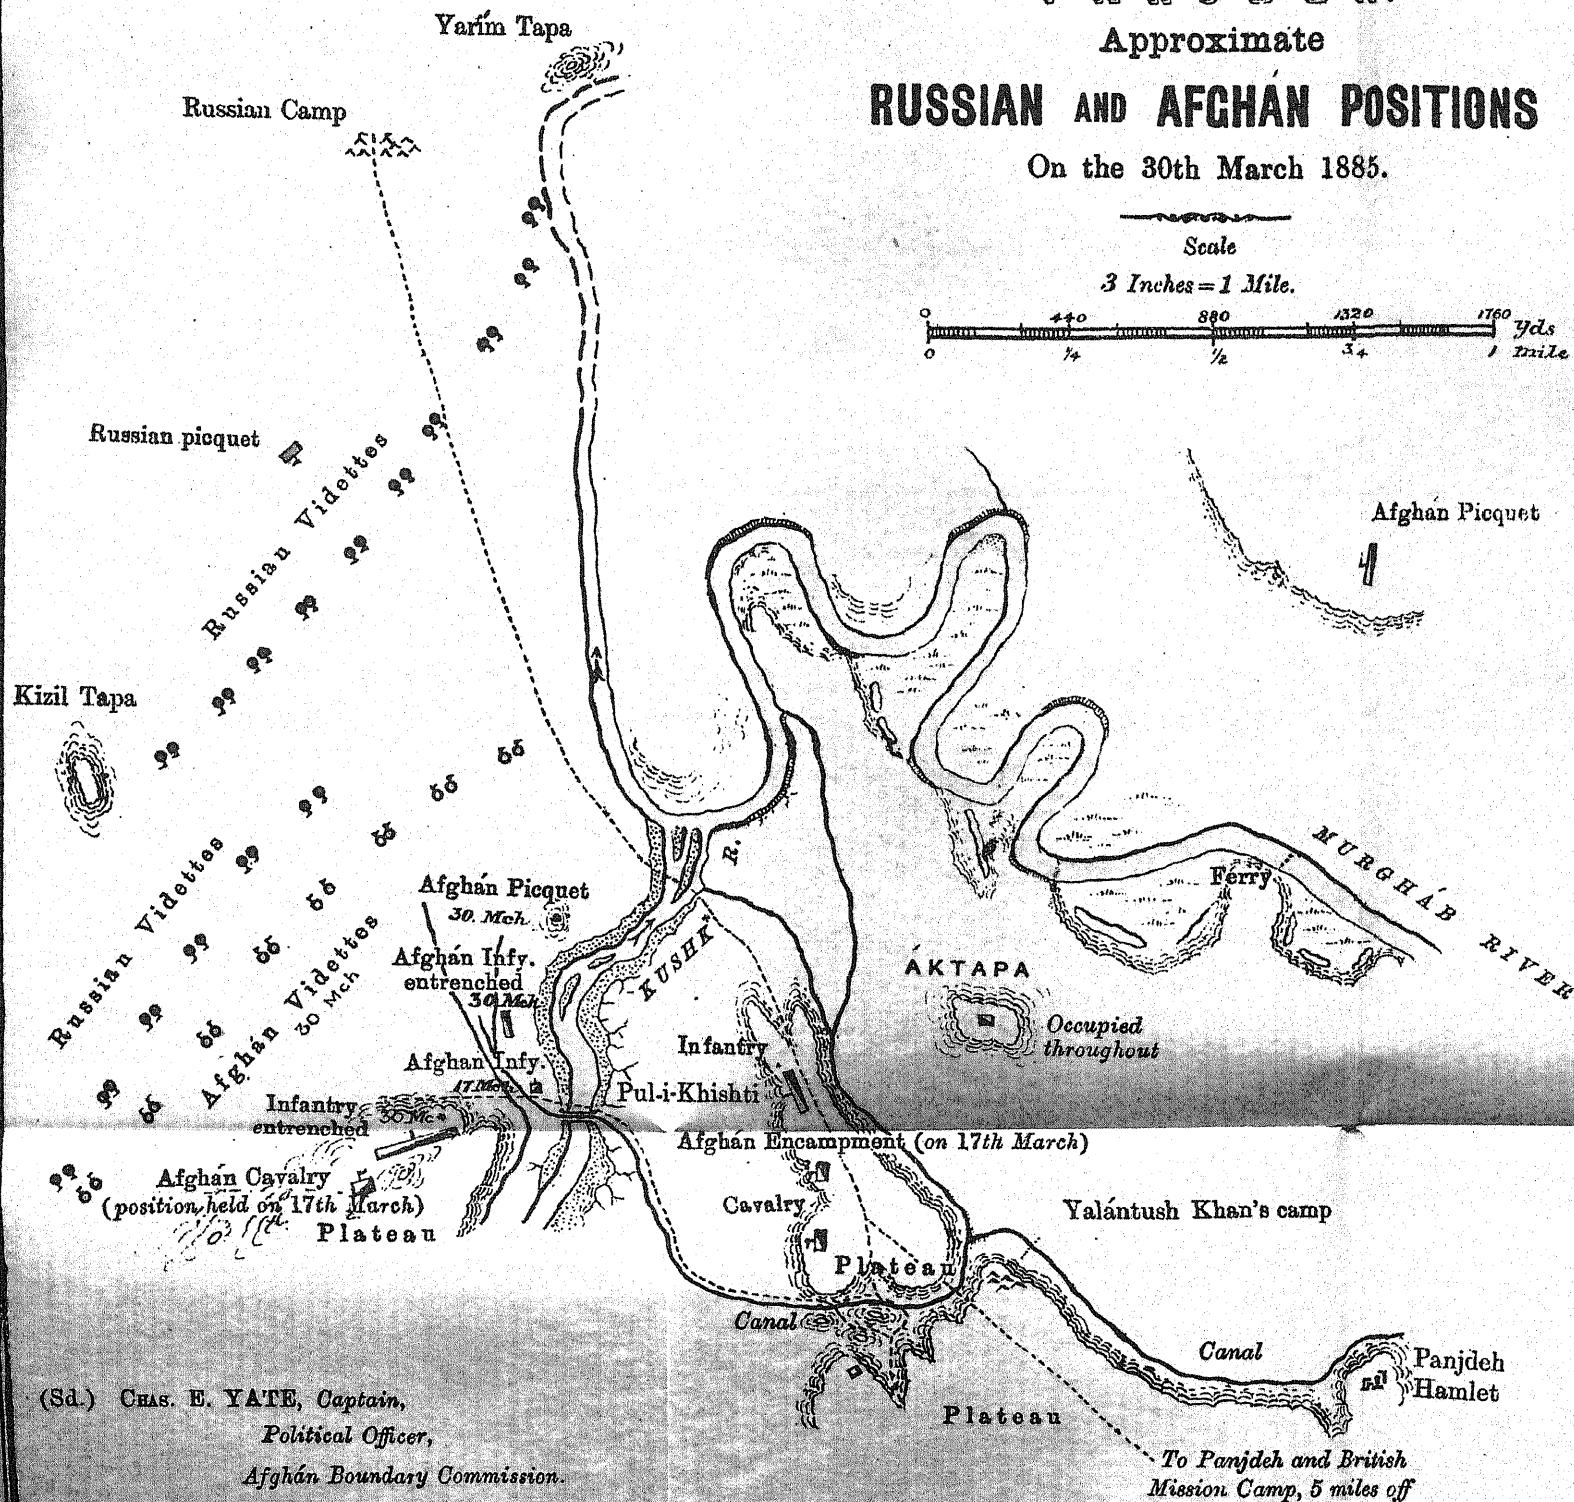 Approximate
RUSSIAN AND AFGHÁN POSITIONS
On the 30th March 1885.
Scale
3 Inches = 1 Mile.
0 440 880 1320 1760 yds
0 1/4 1/2 3/4 1 mile
Yarím Tapa
Russian Camp
Russian picquet
Russian Videttes
Afghán Picquet
Kizil Tapa
MURGHÁB RIVER
Ferry
R.
KUSHK
Russian Videttes
Afghán Videttes
30 Mch
Afghán Picquet
30. Mch.
Afghán Infy.
entrenched
30 Mch
ÁKTAPA
Occupied
throughout
Infantry
Afghan Infy.
17 Mch.
Pul-i-Khishti
Infantry
entrenched
30 Mch
Afghán Encampment (on 17th March)
Afghán Cavalry
(position held on 17th March)
Plateau
Cavalry
Yalántush Khan's camp
Plateau
Canal
Canal
Panjdeh
Hamlet
Plateau
(Sd.) CHAS. E. YATE, Captain,
Political Officer,
Afghán Boundary Commission.
To Panjdeh and British
Mission Camp, 5 miles off